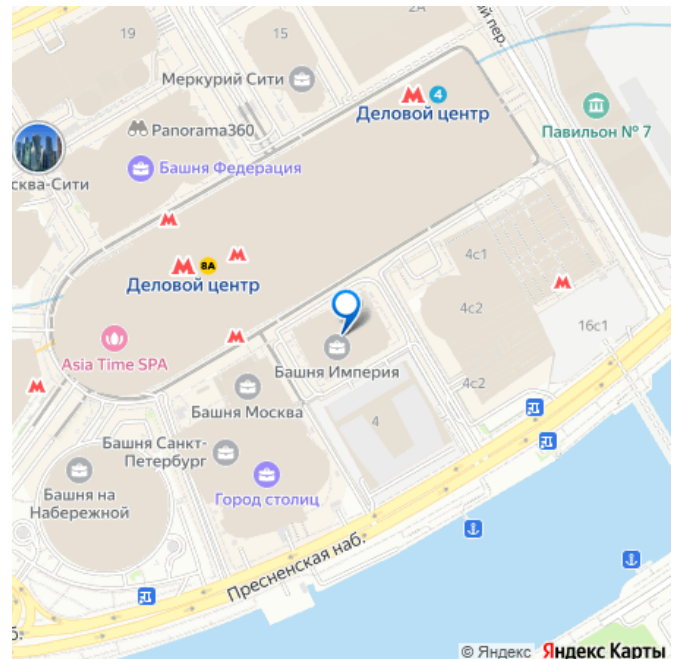 2А
19
15
ий пер.
Меркурий Сити
М 4
Деловой центр
Panorama360
Павильон № 7
сква-Сити
Башня Федерация
М
М 8А М
Деловой центр
4с1
М
4с2
16с1
М
Asia Time SPA
Башня Империя
М
4с2
Башня Москва
4
Башня Санкт-
Петербург
Башня на
Набережной
Город столиц
Пресненская наб.
б.
© Яндекс Яндекс Карты